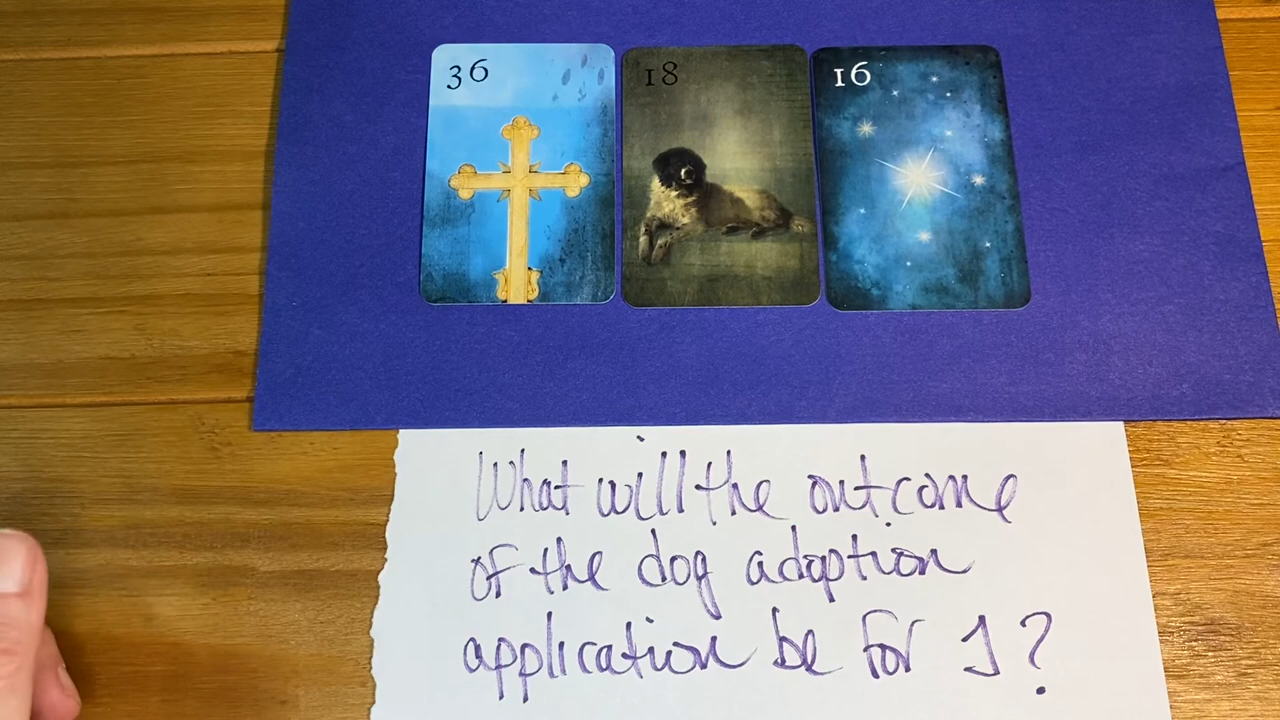 36 18 16
What will the outcome
of the dog adoption
application be for J?